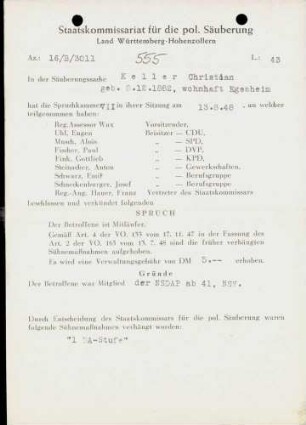 Staatskommissariat für die pol. Säuberung
Land Württemberg-Hohenzollern
Az: 16/B/3011 555 L: 43
In der Säuberungssache Keller Christian
geb. 2.12.1882, wohnhaft Egesheim
hat die Spruchkammer VII in ihrer Sitzung am 13.8.48 , an welcher
teilgenommen haben:
Reg.Assessor Wax Vorsitzender,
Uhl, Eugen Beisitzer – CDU,
Munk, Alois „ – SPD,
Fischer, Paul „ – DVP,
Fink, Gottlieb „ – KPD,
Steinacher, Anton „ – Gewerkschaften,
Schwarz, Emil „ – Berufsgruppe
Schneckenberger, Josef „ – Berufsgruppe
Reg.-Ang. Bauer, Franz Vertreter des Staatskommissars
beschlossen und verkündet folgenden
SPRUCH
Der Betroffene ist Mitläufer.
Gemäß Art. 4 der VO. 133 vom 17. 11. 47 in der Fassung des
Art. 2 der VO. 165 vom 13. 7. 48 sind die früher verhängten
Sühnemaßnahmen aufgehoben.
Es wird eine Verwaltungsgebühr von DM 5.-- erhoben.
Gründe
Der Betroffene war Mitglied der NSDAP ab 41, NSV.
Durch Entscheidung des Staatskommissars für die pol. Säuberung waren
folgende Sühnemaßnahmen verhängt worden:
"1 DA-Stufe"